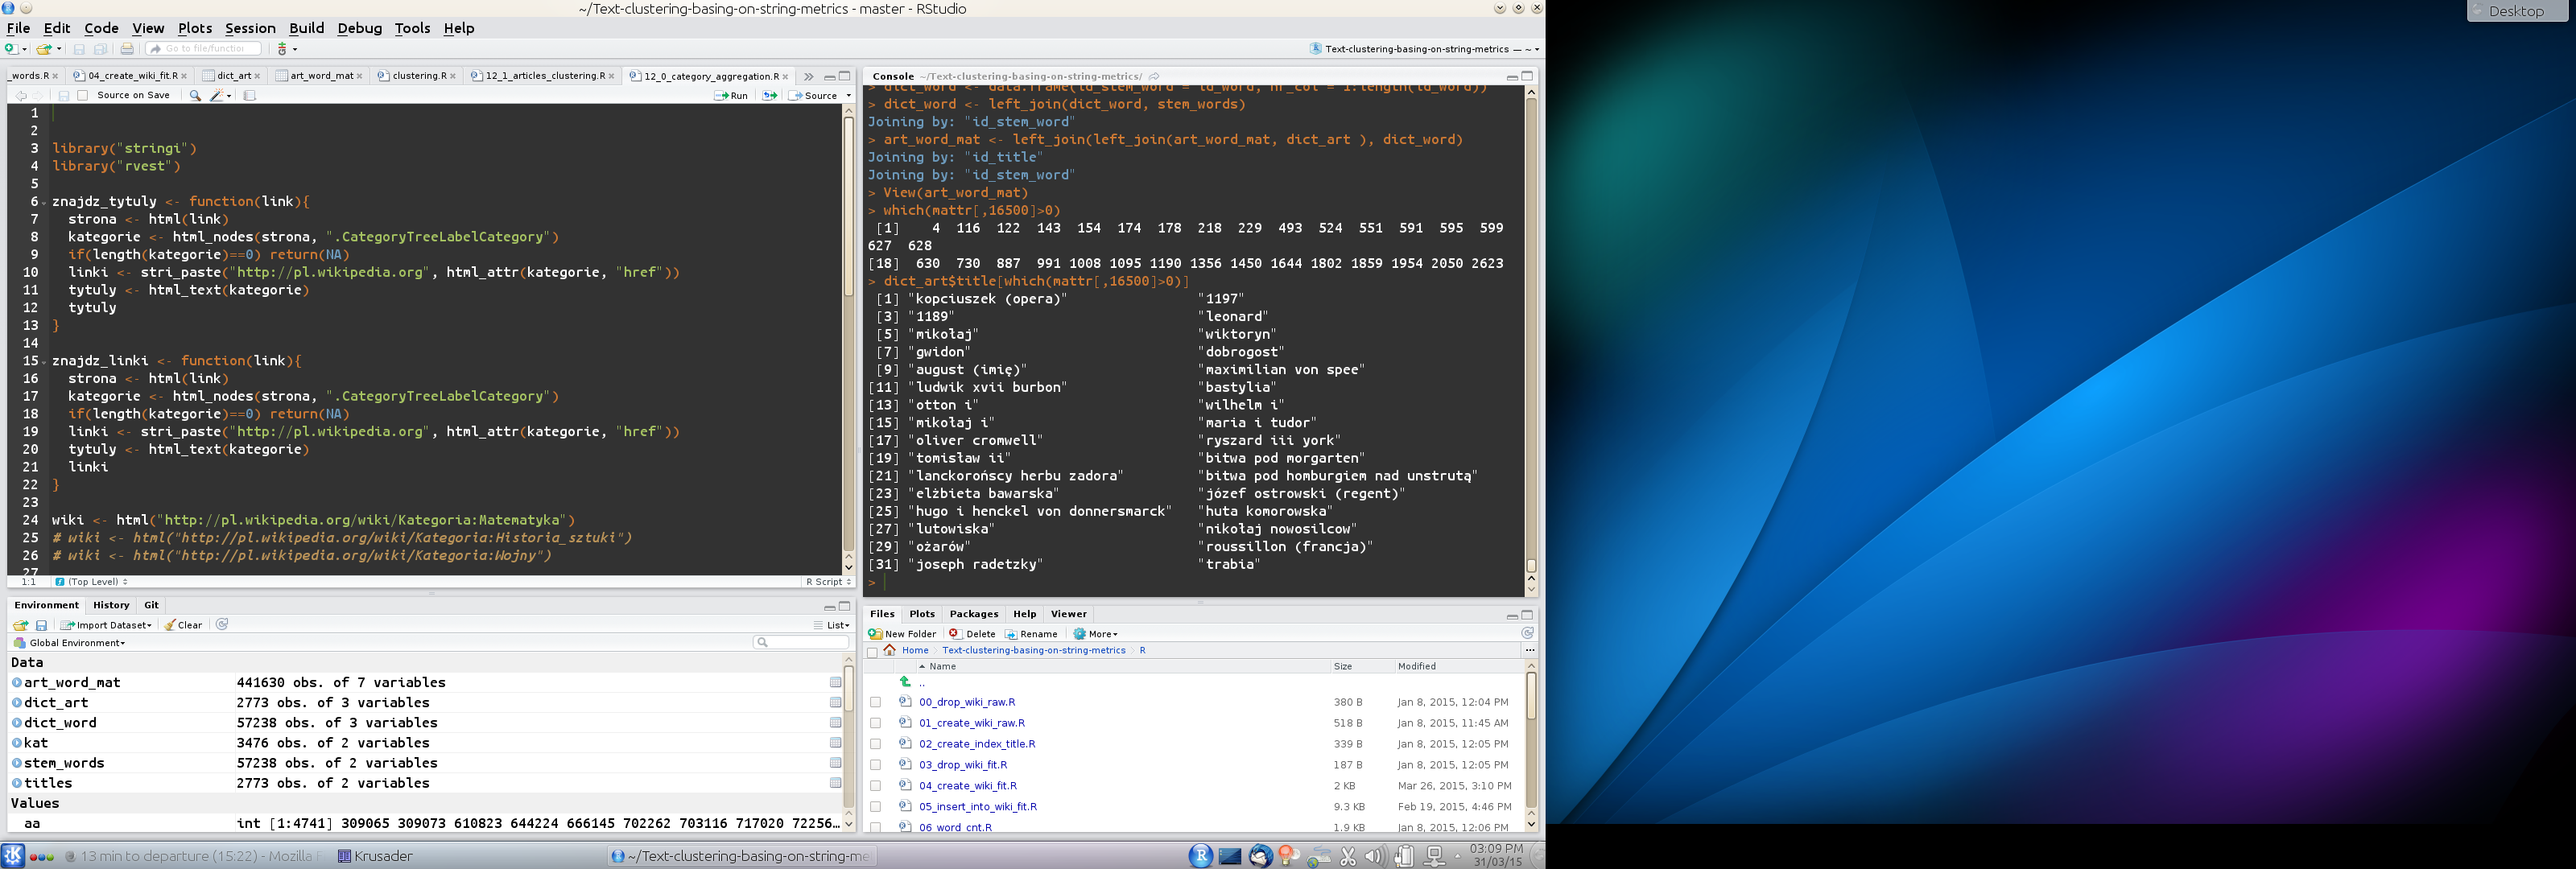 ~/Text-clustering-basing-on-string-metrics - master - RStudio
Desktop
File Edit Code View Plots Session Build Debug Tools Help
Go to file/function
Text-clustering-basing-on-string-metrics — ~
_words.R 04_create_wiki_fit.R dict_art art_word_mat clustering.R 12_1_articles_clustering.R 12_0_category_aggregation.R
Source on Save Run Source
1
2
3 library("stringi")
4 library("rvest")
5
6 znajdz_tytuly <- function(link){
7 strona <- html(link)
8 kategorie <- html_nodes(strona, ".CategoryTreeLabelCategory")
9 if(length(kategorie)==0) return(NA)
10 linki <- stri_paste("http://pl.wikipedia.org", html_attr(kategorie, "href"))
11 tytuly <- html_text(kategorie)
12 tytuly
13 }
14
15 znajdz_linki <- function(link){
16 strona <- html(link)
17 kategorie <- html_nodes(strona, ".CategoryTreeLabelCategory")
18 if(length(kategorie)==0) return(NA)
19 linki <- stri_paste("http://pl.wikipedia.org", html_attr(kategorie, "href"))
20 tytuly <- html_text(kategorie)
21 linki
22 }
23
24 wiki <- html("http://pl.wikipedia.org/wiki/Kategoria:Matematyka")
25 # wiki <- html("http://pl.wikipedia.org/wiki/Kategoria:Historia_sztuki")
26 # wiki <- html("http://pl.wikipedia.org/wiki/Kategoria:Wojny")
27
1:1 (Top Level) R Script
Console ~/Text-clustering-basing-on-string-metrics/
> dict_word <- data.frame(id_stem_word = id_word, nr_col = 1:length(id_word))
> dict_word <- left_join(dict_word, stem_words)
Joining by: "id_stem_word"
> art_word_mat <- left_join(left_join(art_word_mat, dict_art ), dict_word)
Joining by: "id_title"
Joining by: "id_stem_word"
> View(art_word_mat)
> which(mattr[,16500]>0)
[1] 4 116 122 143 154 174 178 218 229 493 524 551 591 595 599
627 628
[18] 630 730 887 991 1008 1095 1190 1356 1450 1644 1802 1859 1954 2050 2623
> dict_art$title[which(mattr[,16500]>0)]
[1] "kopciuszek (opera)" "1197"
[3] "1189" "leonard"
[5] "mikołaj" "wiktoryn"
[7] "gwidon" "dobrogost"
[9] "august (imię)" "maximilian von spee"
[11] "ludwik xvii burbon" "bastylia"
[13] "otton i" "wilhelm i"
[15] "mikołaj i" "maria i tudor"
[17] "oliver cromwell" "ryszard iii york"
[19] "tomisław ii" "bitwa pod morgarten"
[21] "lanckorońscy herbu zadora" "bitwa pod homburgiem nad unstrutą"
[23] "elżbieta bawarska" "józef ostrowski (regent)"
[25] "hugo i henckel von donnersmarck" "huta komorowska"
[27] "lutowiska" "nikołaj nowosilcow"
[29] "ożarów" "roussillon (francja)"
[31] "joseph radetzky" "trabia"
>
Environment History Git
Import Dataset Clear List
Global Environment
Data
art_word_mat 441630 obs. of 7 variables
dict_art 2773 obs. of 3 variables
dict_word 57238 obs. of 3 variables
kat 3476 obs. of 2 variables
stem_words 57238 obs. of 2 variables
titles 2773 obs. of 2 variables
Values
aa int [1:4741] 309065 309073 610823 644224 666145 702262 703116 717020 72256…
Files Plots Packages Help Viewer
New Folder Delete Rename More
Home Text-clustering-basing-on-string-metrics R
Name Size Modified
..
00_drop_wiki_raw.R 380 B Jan 8, 2015, 12:04 PM
01_create_wiki_raw.R 518 B Jan 8, 2015, 11:45 AM
02_create_index_title.R 339 B Jan 8, 2015, 12:05 PM
03_drop_wiki_fit.R 187 B Jan 8, 2015, 12:05 PM
04_create_wiki_fit.R 2 KB Mar 26, 2015, 3:10 PM
05_insert_into_wiki_fit.R 9.3 KB Feb 19, 2015, 4:46 PM
06_word_cnt.R 1.9 KB Jan 8, 2015, 12:06 PM
13 min to departure (15:22) - Mozilla F Krusader ~/Text-clustering-basing-on-string-me 03:09 PM
31/03/15